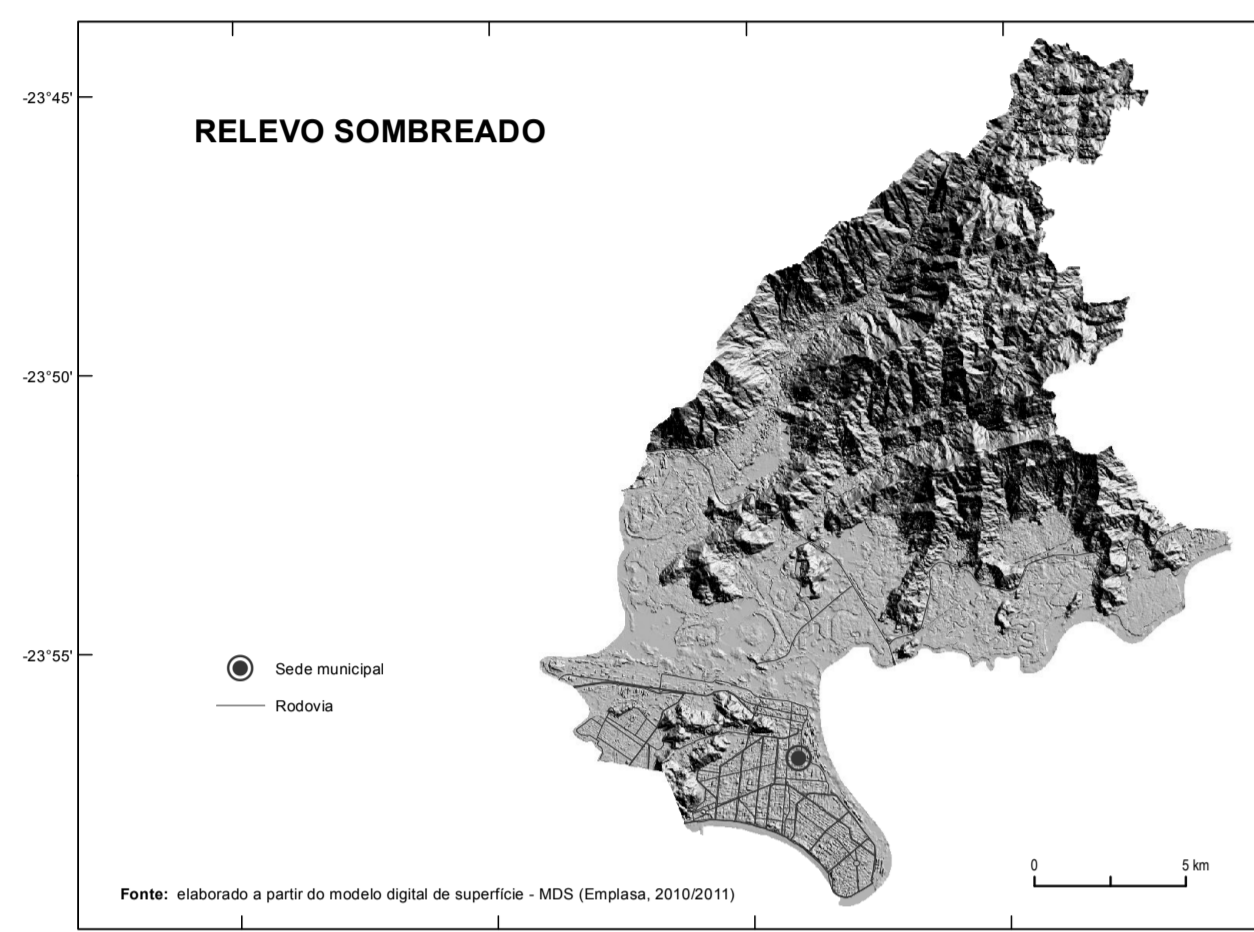 -23°45'
RELEVO SOMBREADO
-23°50'
-23°55'
Sede municipal
Rodovia
0 5 km
Fonte: elaborado a partir do modelo digital de superfície - MDS (Emplasa, 2010/2011)